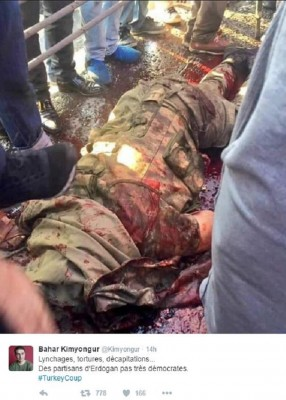 Bahar Kimyongur @Kimyongur · 14h
Lynchages, tortures, décapitations...
Des partisans d'Erdogan pas très démocrates.
#TurkeyCoup
778 166